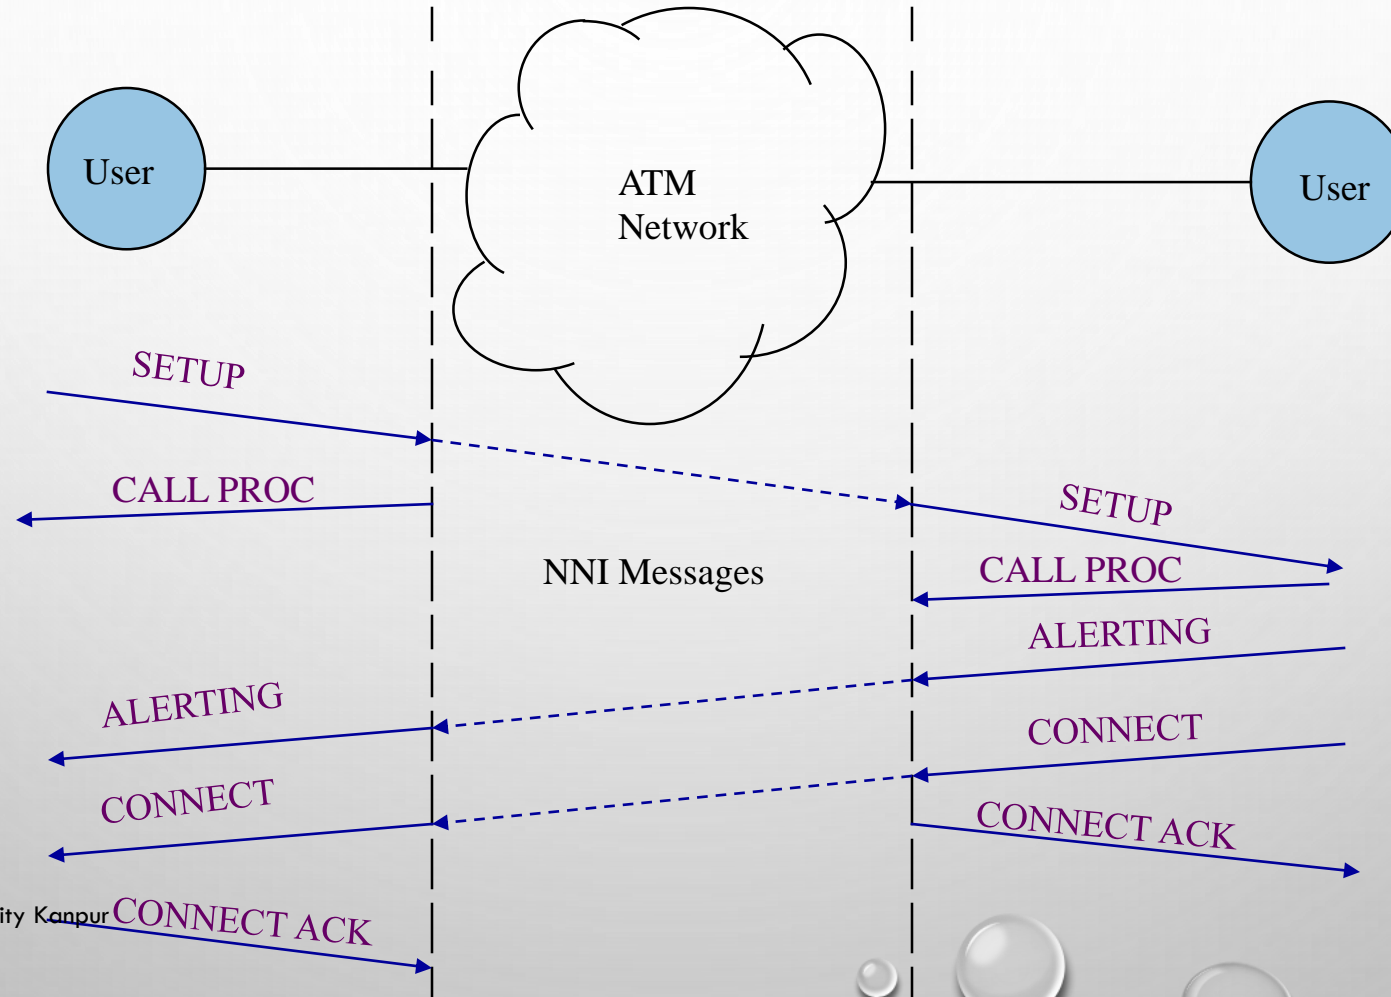 User
ATM
Network
User
SETUP
CALL PROC
SETUP
NNI Messages
CALL PROC
ALERTING
ALERTING
CONNECT
CONNECT
CONNECT ACK
ity Kanpur
CONNECT ACK